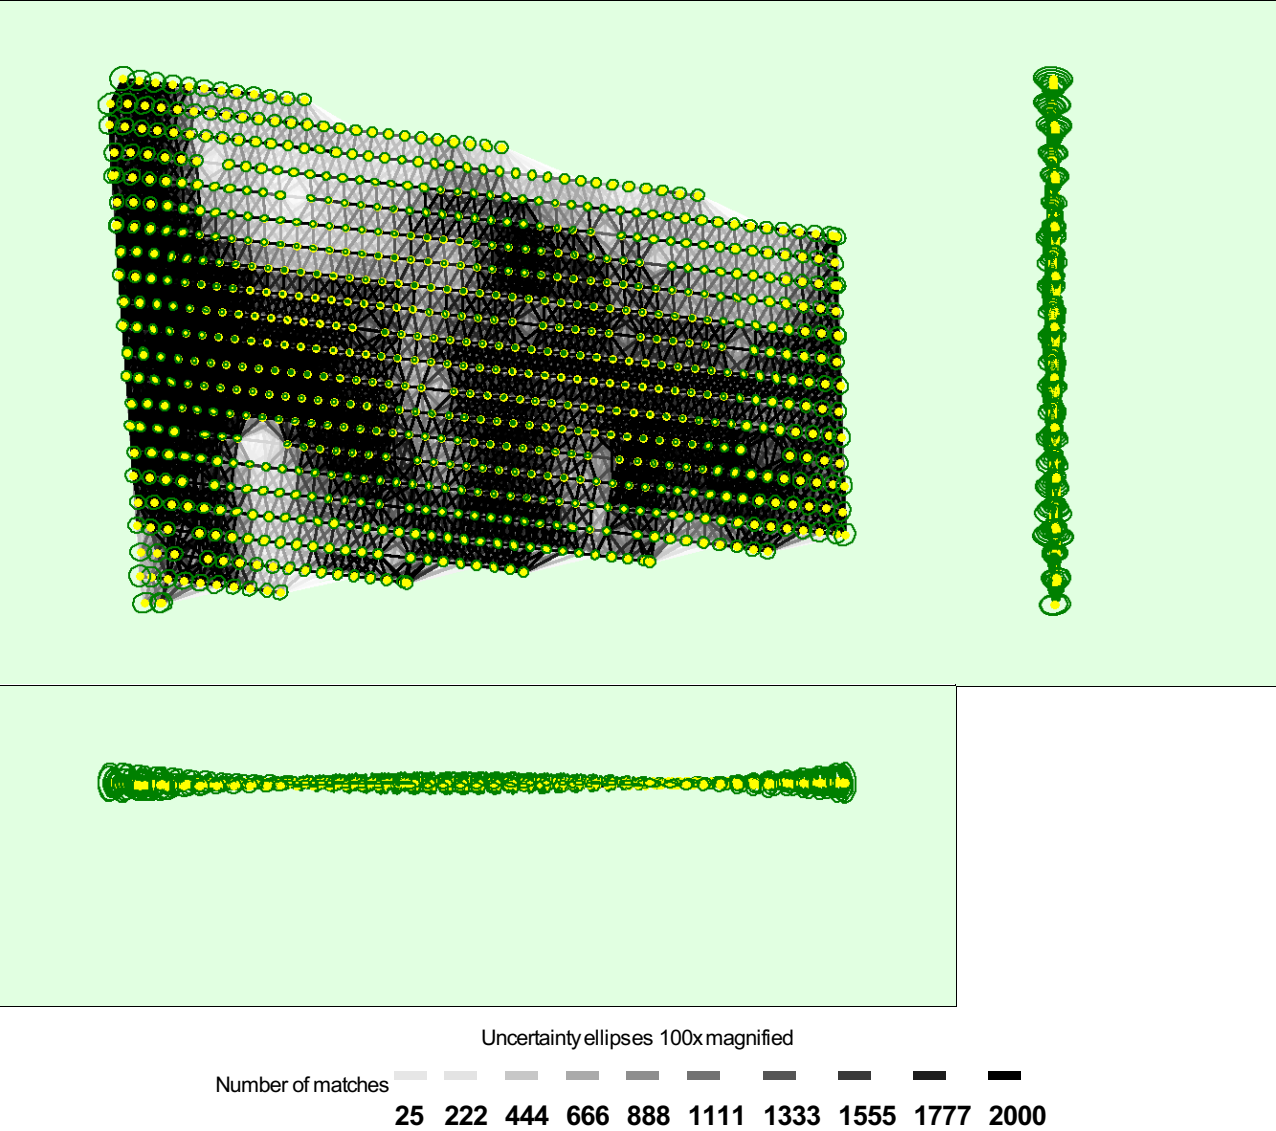 Uncertainty ellipses 100x magnified
Number of matches
25 222 444 666 888 1111 1333 1555 1777 2000